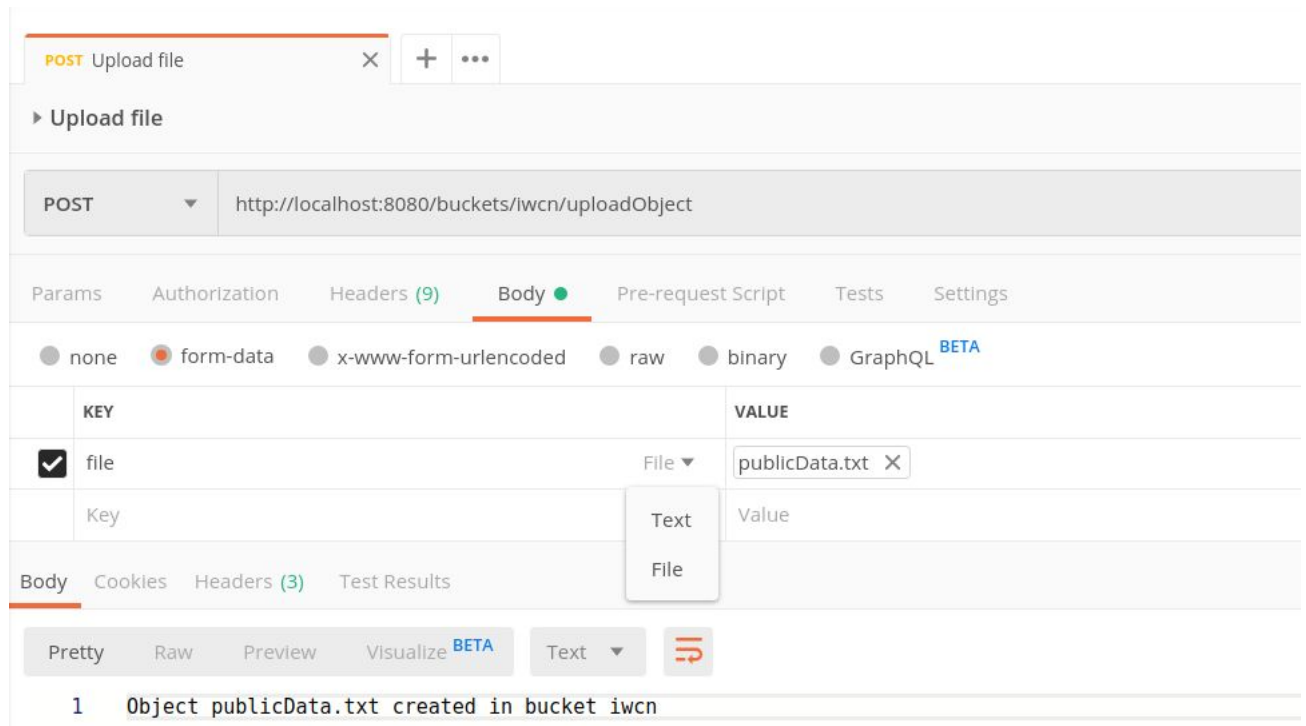 POST Upload file
Upload file
POST http://localhost:8080/buckets/iwcn/uploadObject
Params Authorization Headers (9) Body Pre-request Script Tests Settings
none form-data x-www-form-urlencoded raw binary GraphQL BETA
KEY VALUE
file File publicData.txt
Key Text Value
File
Body Cookies Headers (3) Test Results
Pretty Raw Preview Visualize BETA Text
1 Object publicData.txt created in bucket iwcn